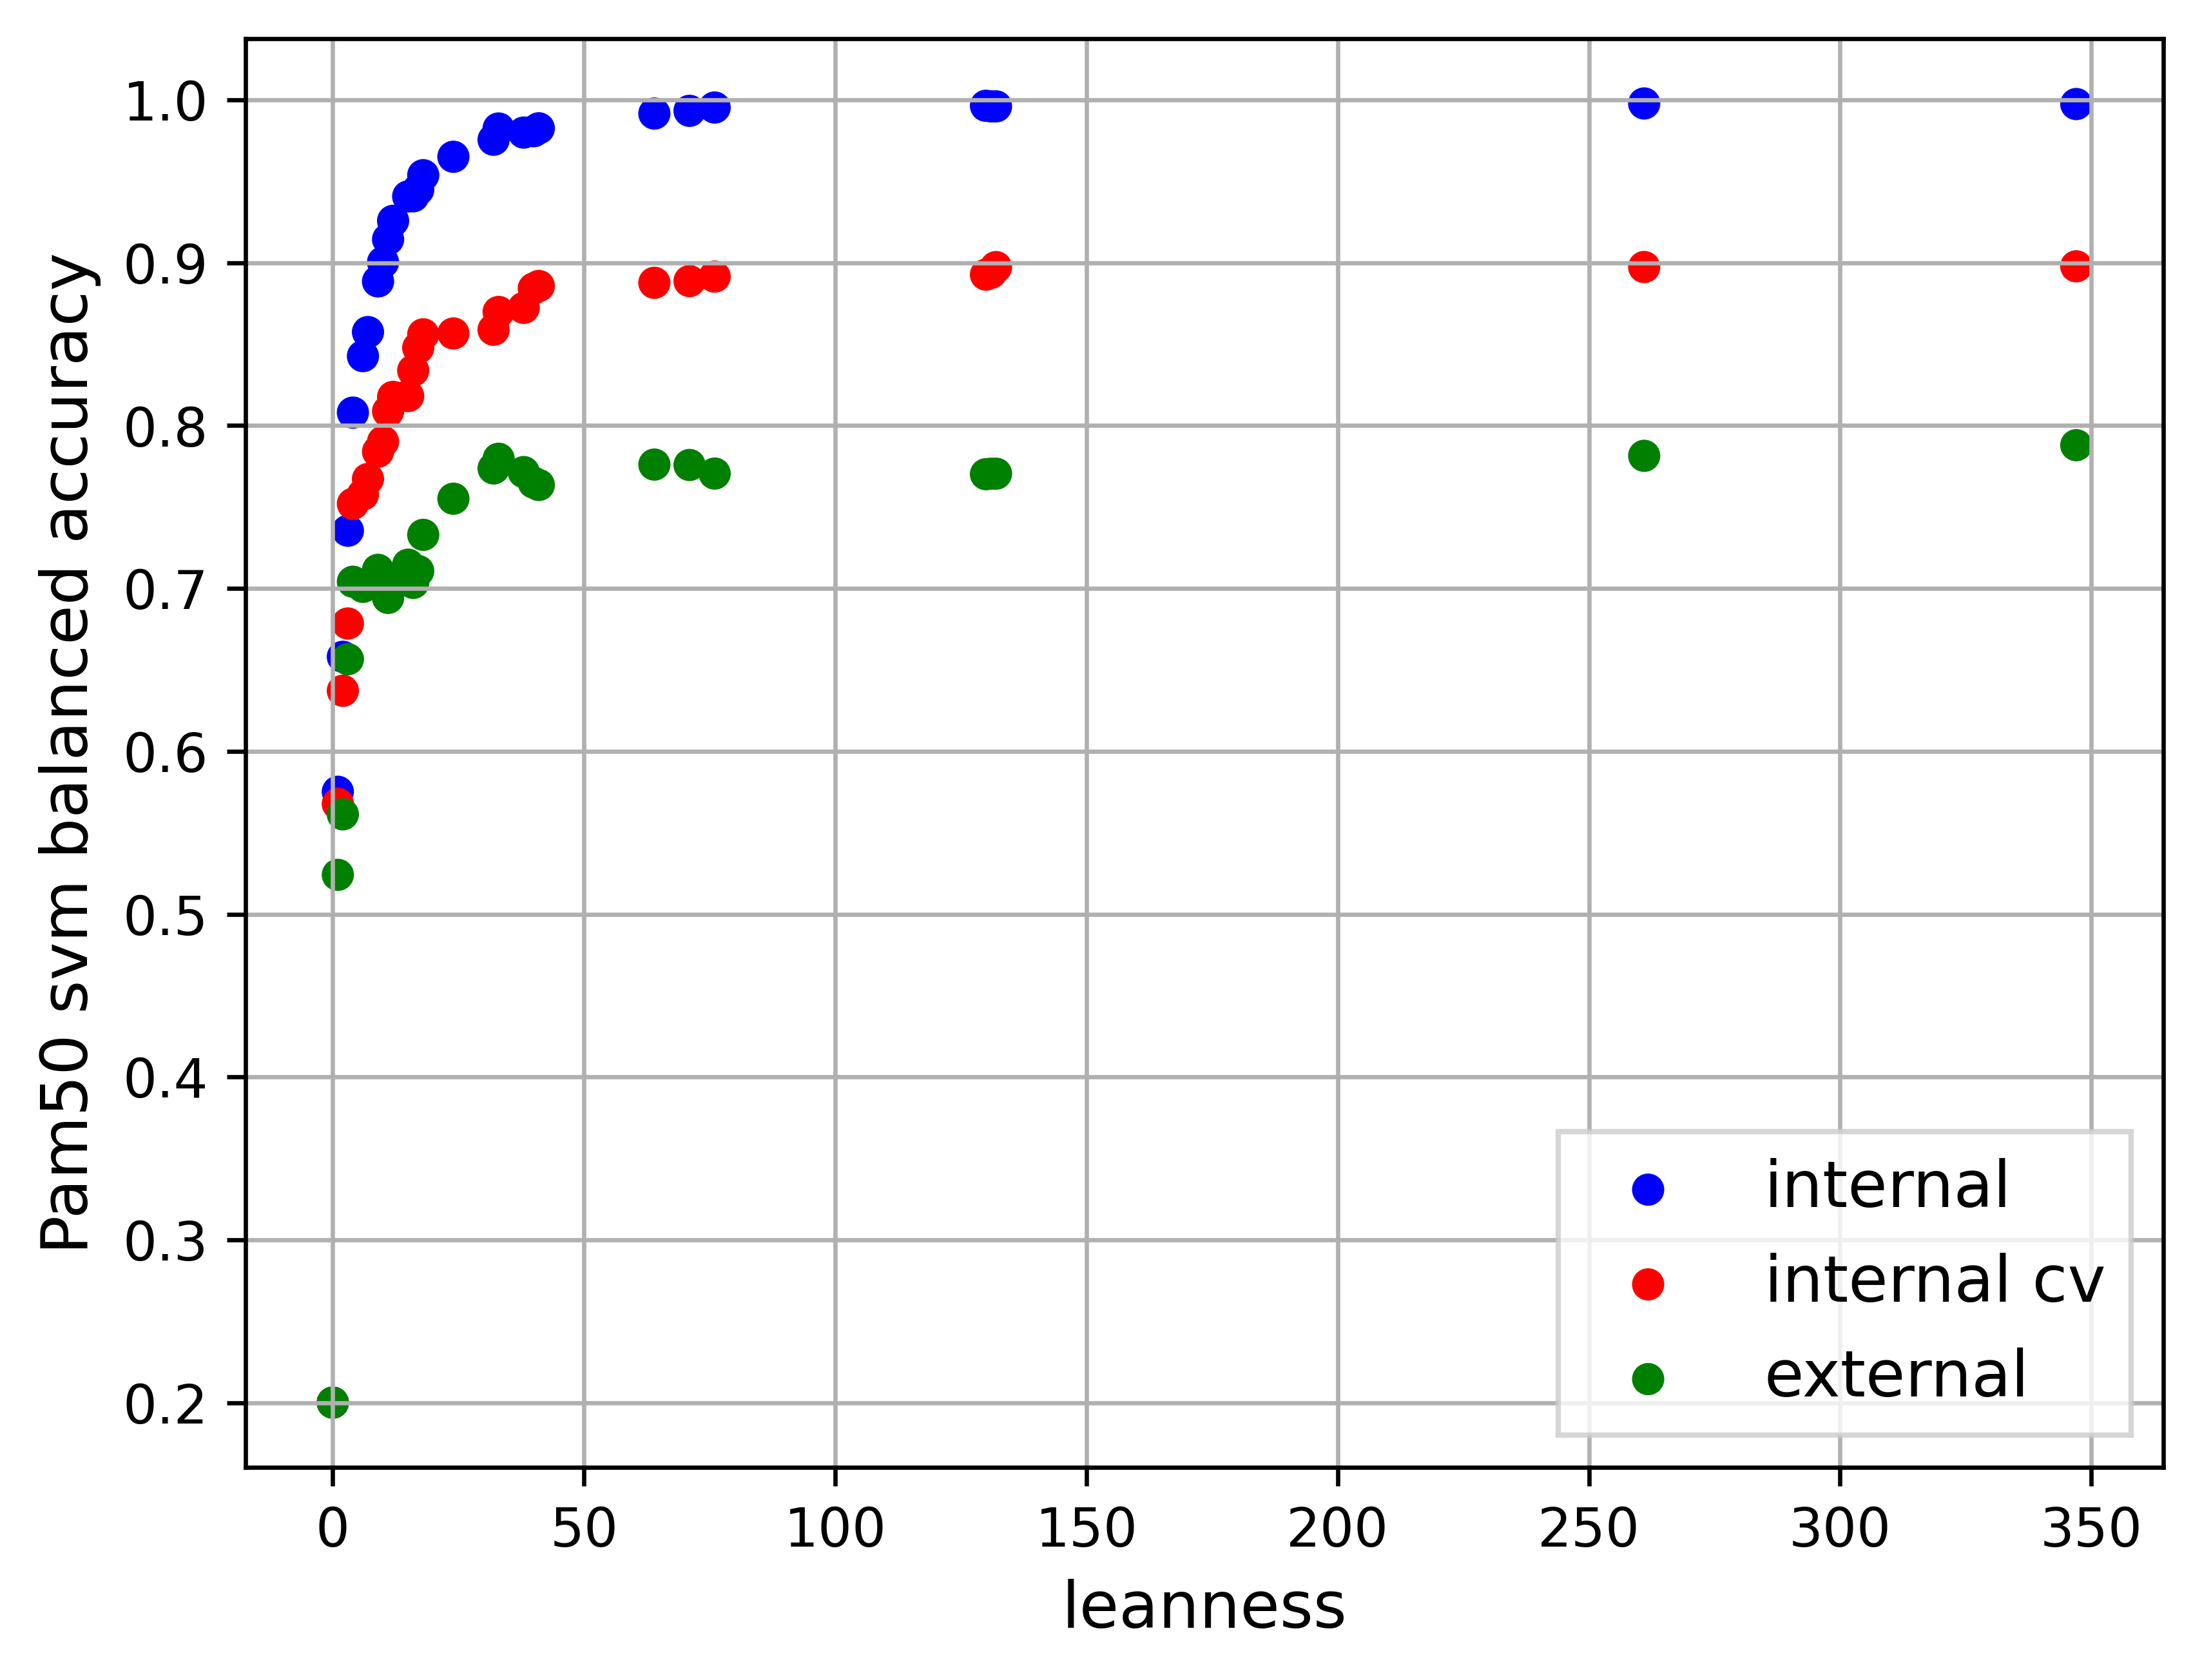 Pam50 svm balanced accuracy
1.0
0.9
0.8
0.7
0.6
0.5
0.4
0.3
0.2
0 50 100 150 200 250 300 350
leanness
internal
internal cv
external